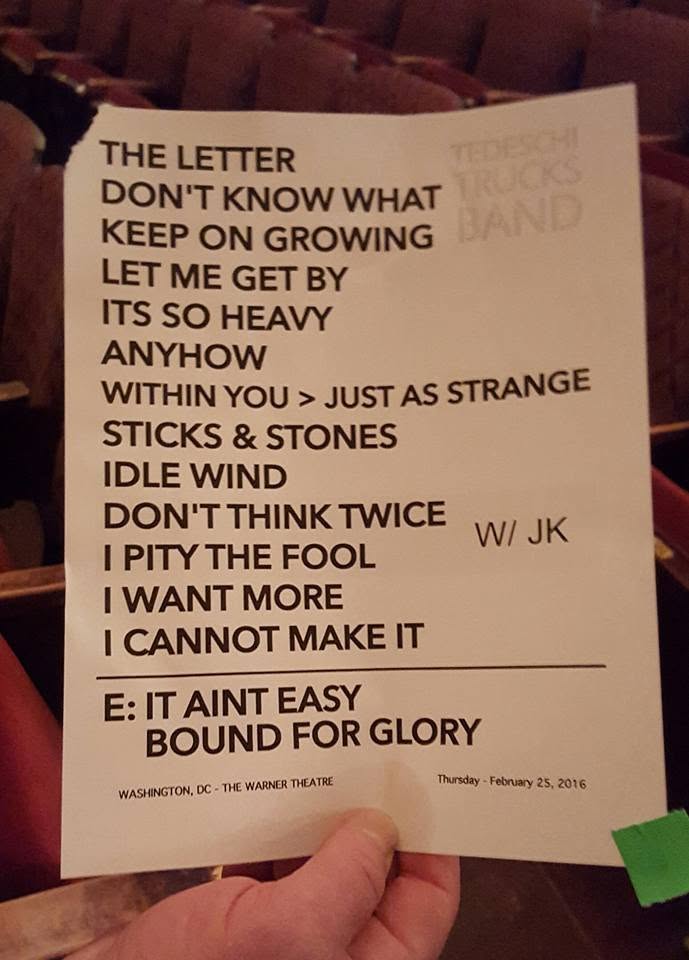 TEDESCHI
TRUCKS
BAND
THE LETTER
DON'T KNOW WHAT
KEEP ON GROWING
LET ME GET BY
ITS SO HEAVY
ANYHOW
WITHIN YOU > JUST AS STRANGE
STICKS & STONES
IDLE WIND
DON'T THINK TWICE
W/ JK
I PITY THE FOOL
I WANT MORE
I CANNOT MAKE IT
E: IT AINT EASY
BOUND FOR GLORY
WASHINGTON, DC - THE WARNER THEATRE
Thursday - February 25, 2016